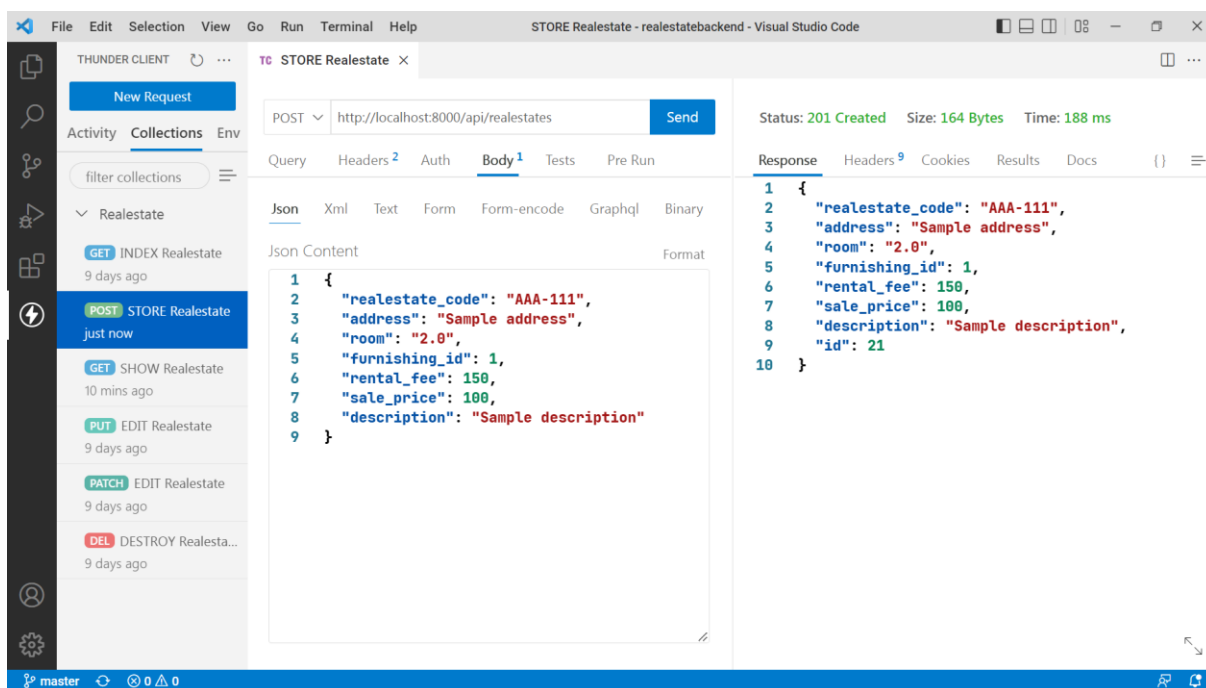 File Edit Selection View Go Run Terminal Help STORE Realestate - realestatebackend - Visual Studio Code
THUNDER CLIENT
New Request
Activity Collections Env
filter collections
Realestate
GET INDEX Realestate
9 days ago
POST STORE Realestate
just now
GET SHOW Realestate
10 mins ago
PUT EDIT Realestate
9 days ago
PATCH EDIT Realestate
9 days ago
DEL DESTROY Realesta...
9 days ago
TC STORE Realestate
POST http://localhost:8000/api/realestates Send
Query Headers 2 Auth Body 1 Tests Pre Run
Json Xml Text Form Form-encode Graphql Binary
Json Content Format
1 {
2 "realestate_code": "AAA-111",
3 "address": "Sample address",
4 "room": "2.0",
5 "furnishing_id": 1,
6 "rental_fee": 150,
7 "sale_price": 100,
8 "description": "Sample description"
9 }
Status: 201 Created Size: 164 Bytes Time: 188 ms
Response Headers 9 Cookies Results Docs {}
1 {
2 "realestate_code": "AAA-111",
3 "address": "Sample address",
4 "room": "2.0",
5 "furnishing_id": 1,
6 "rental_fee": 150,
7 "sale_price": 100,
8 "description": "Sample description",
9 "id": 21
10 }
master 0 0